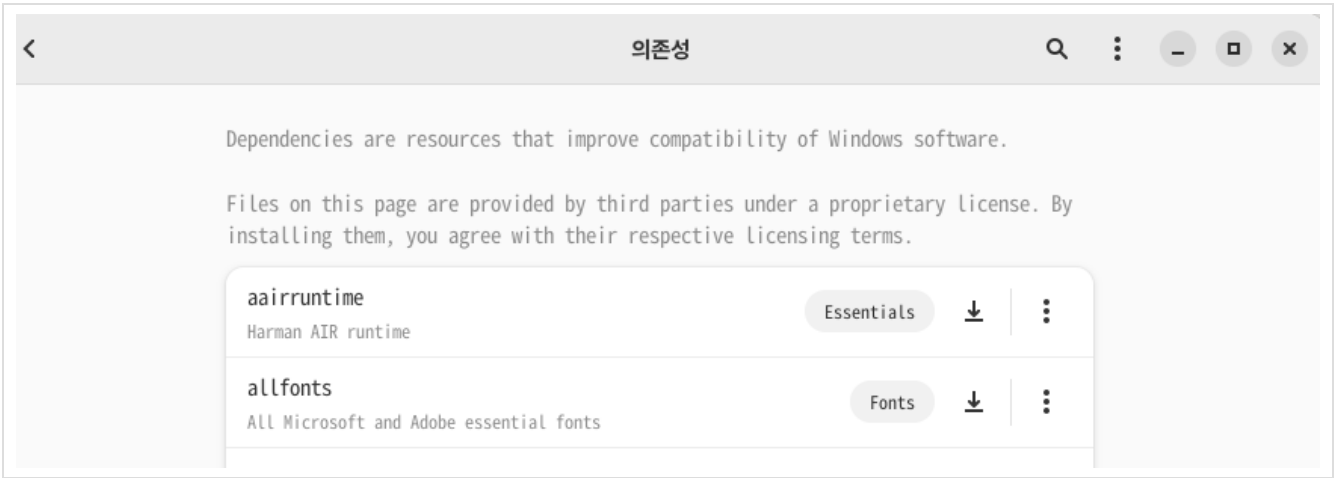 의존성
Dependencies are resources that improve compatibility of Windows software.
Files on this page are provided by third parties under a proprietary license. By
installing them, you agree with their respective licensing terms.
aairruntime
Harman AIR runtime
Essentials
allfonts
All Microsoft and Adobe essential fonts
Fonts